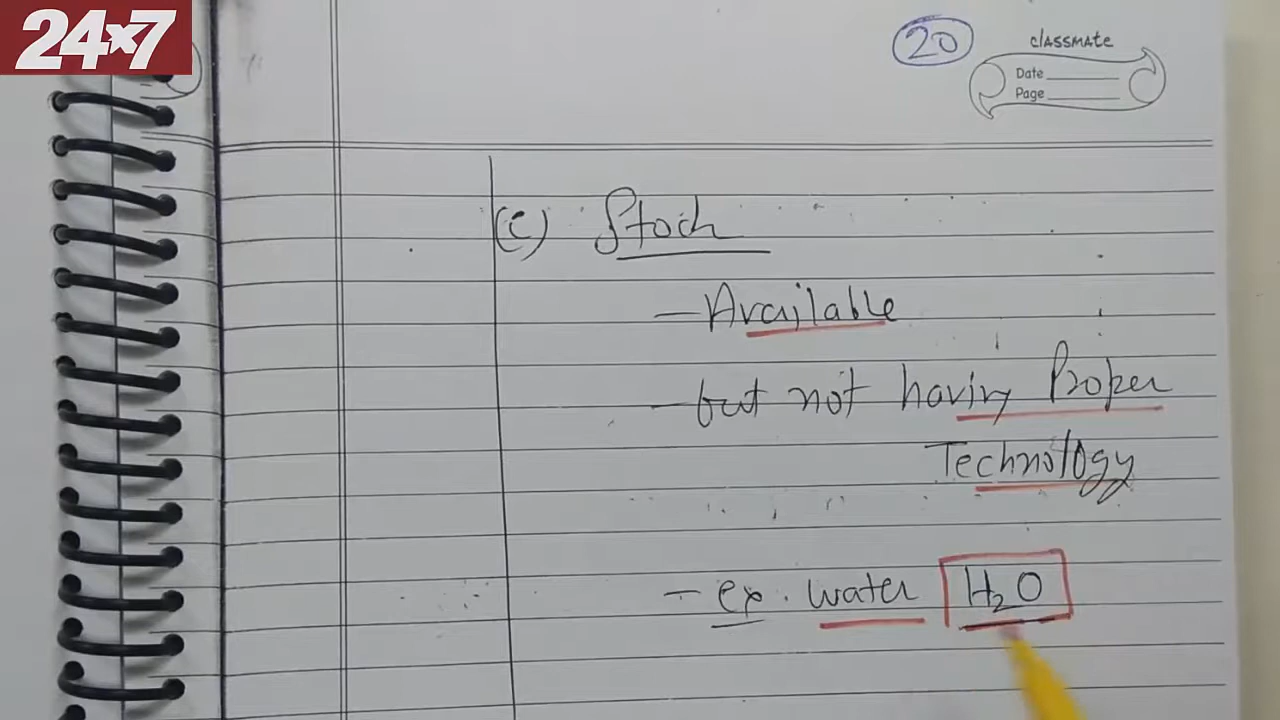 24x7
20
classmate
Date
Page
(c) Stock
- Available
- but not having Proper
Technology
- ex. water H₂O